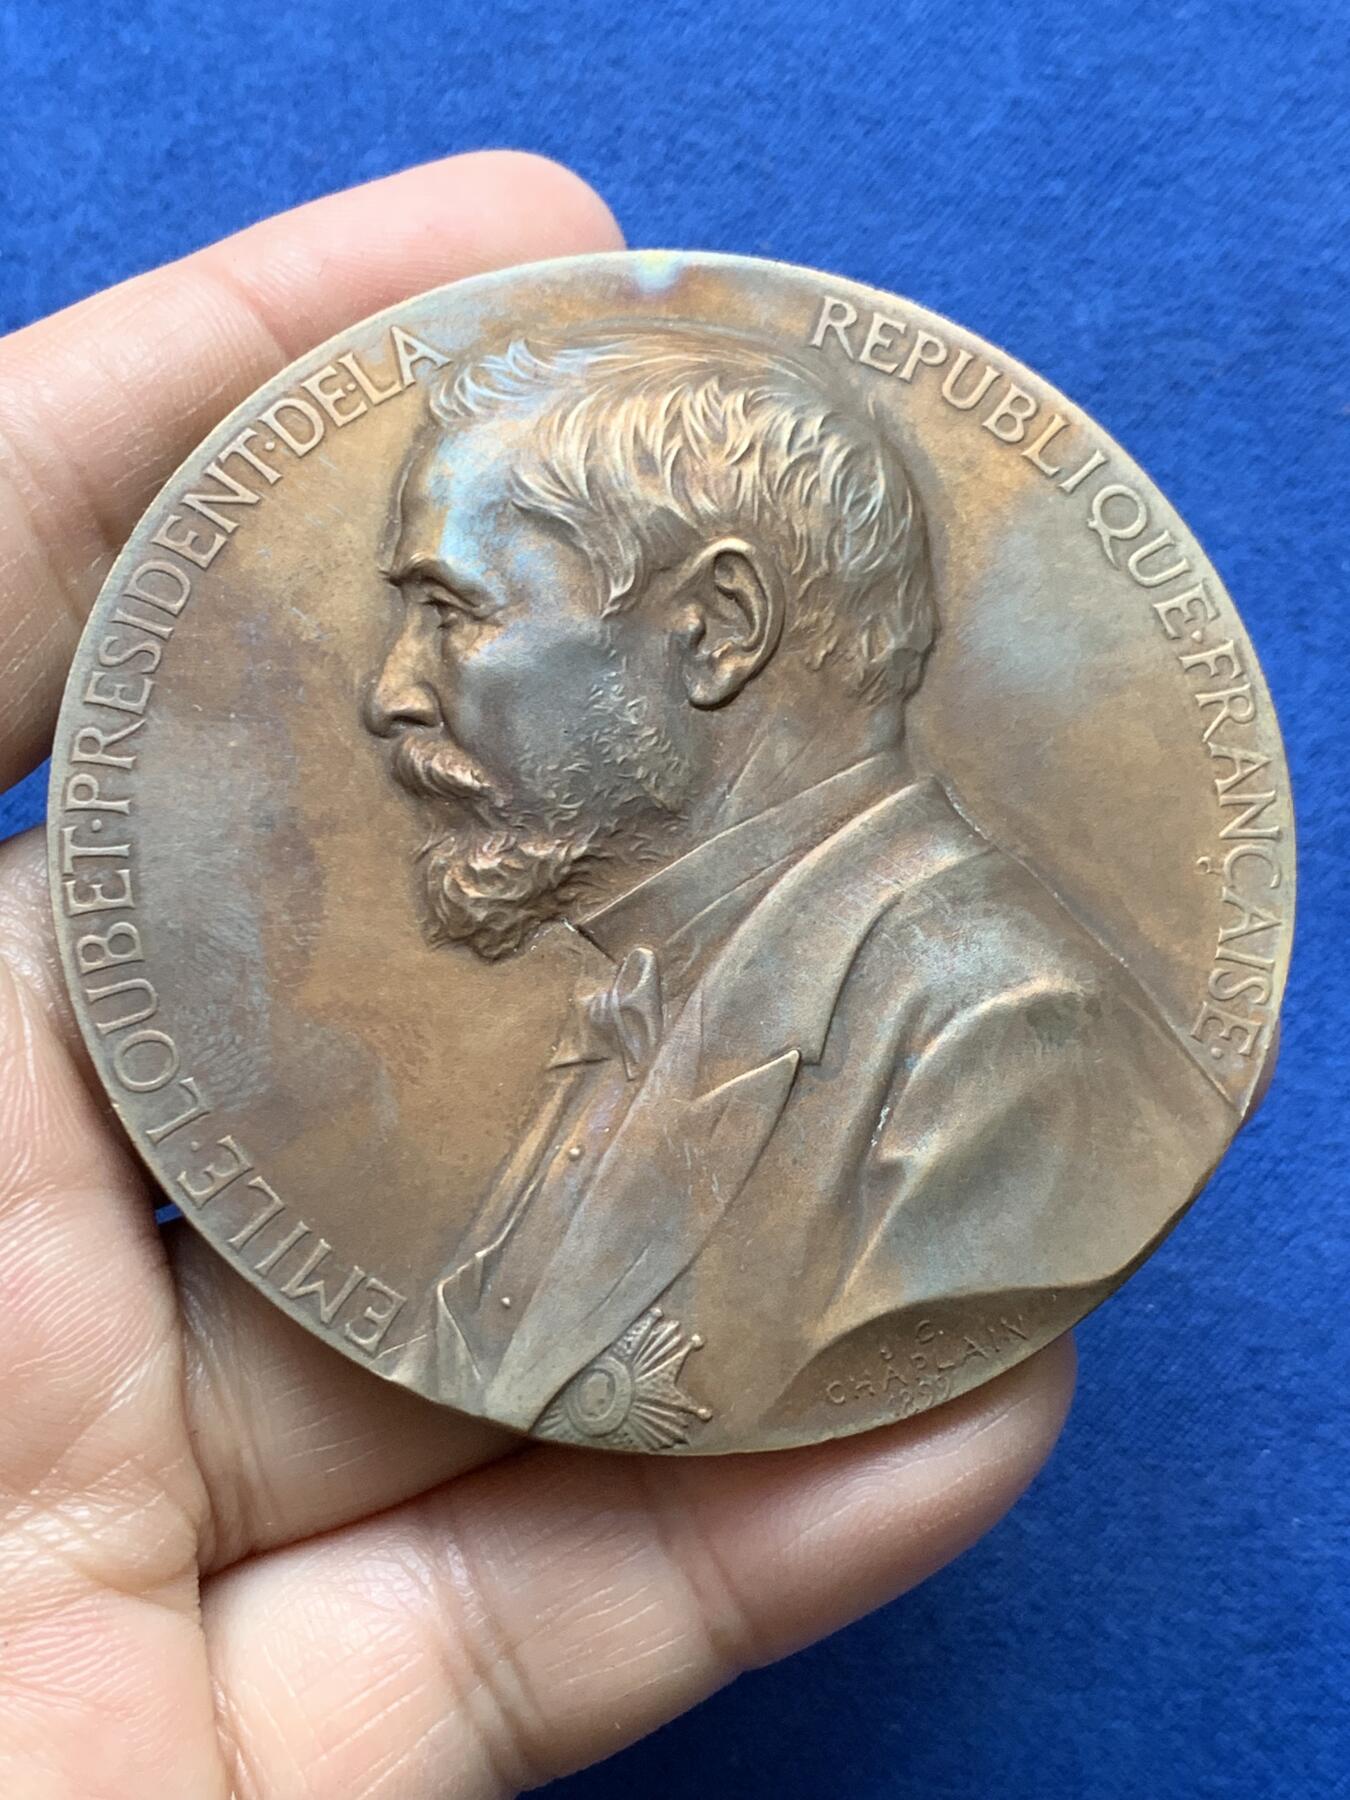 EMILE·LOUBET·PRESIDENT·DE·LA REPUBLIQUE·FRANÇAISE·
J. C.
CHAPLAIN
1899